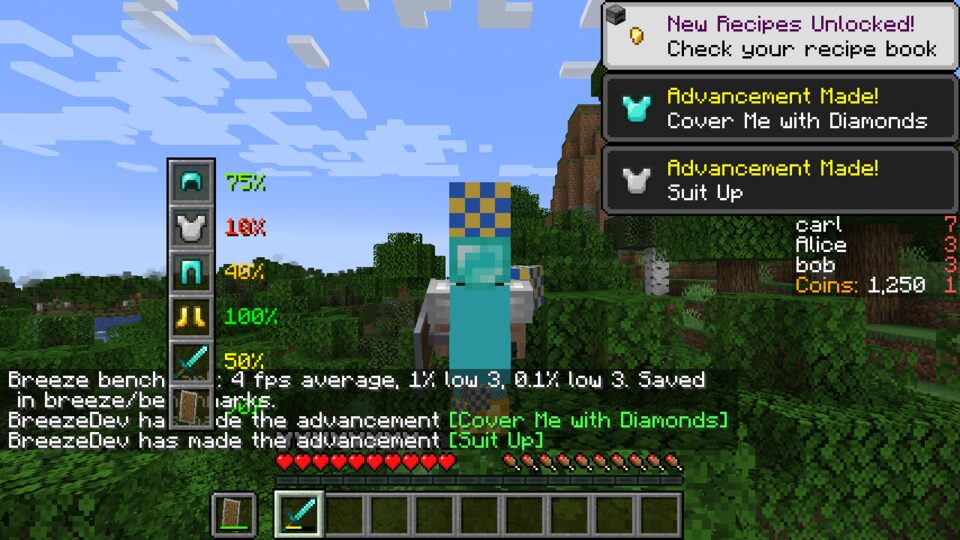 New Recipes Unlocked!
Check your recipe book
Advancement Made!
Cover Me with Diamonds
Advancement Made!
Suit Up
75%
10%
40%
100%
50%
carl 7
Alice 3
bob 3
Coins: 1,250 1
Breeze bench : 4 fps average, 1% low 3, 0.1% low 3. Saved
in breeze/be marks.
BreezeDev ha de the advancement [Cover Me with Diamonds]
BreezeDev has made the advancement [Suit Up]